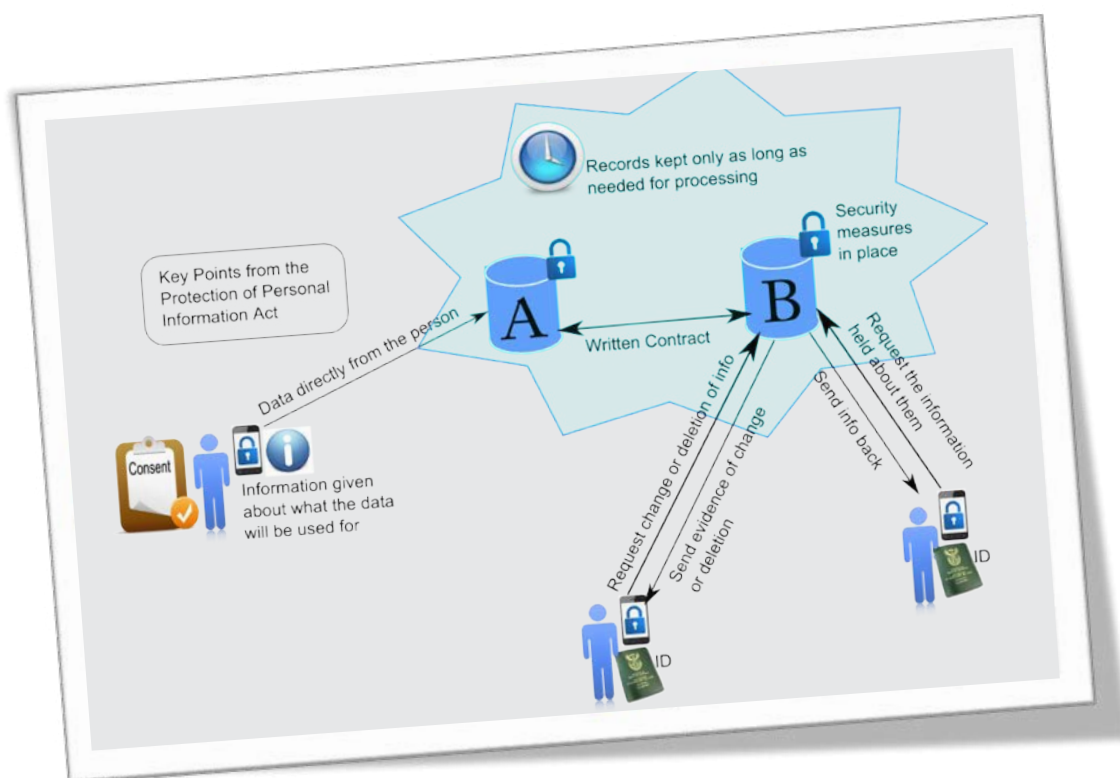 Records kept only as long as
needed for processing
Security
measures
in place
Key Points from the
Protection of Personal
Information Act
A
B
Data directly from the person
Written Contract
Consent
Information given
about what the data
will be used for
Request change or deletion of info
Send evidence of change
or deletion
Send info back
Request the information
held about them
ID
ID